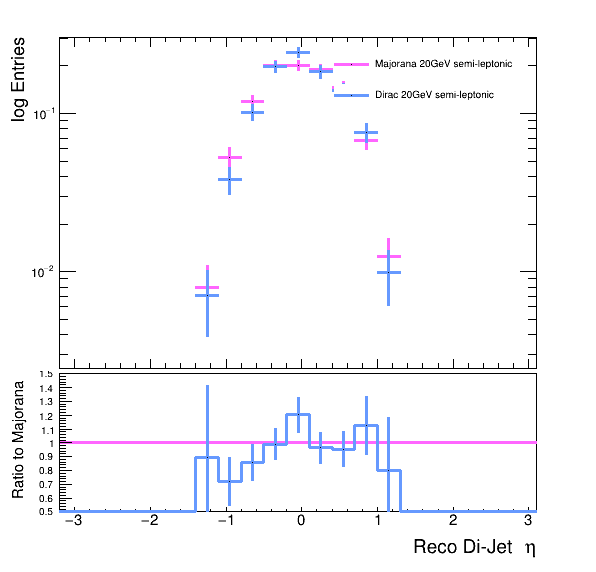 log Entries
Majorana 20GeV semi-leptonic
Dirac 20GeV semi-leptonic
10⁻¹
10⁻²
Ratio to Majorana
1.5
1.4
1.3
1.2
1.1
1
0.9
0.8
0.7
0.6
0.5
−3 −2 −1 0 1 2 3
Reco Di-Jet η